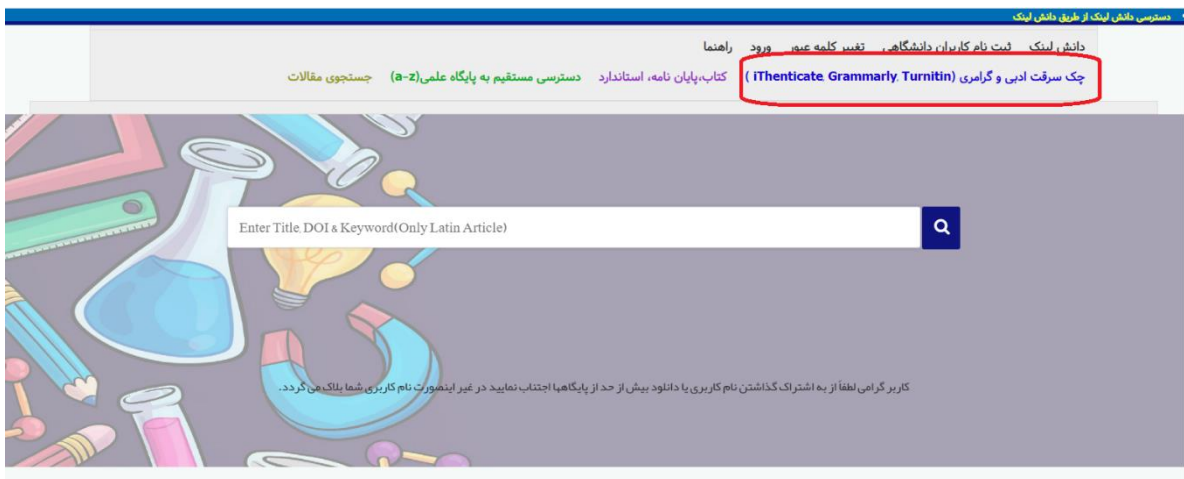 دسترسی دانش لینک از طریق دانش لینک
دانش لینک ثبت نام کاربران دانشگاهی تغییر کلمه عبور ورود راهنما
چک سرقت ادبی و گرامری (iThenticate, Grammarly, Turnitin ) کتاب،پایان نامه، استاندارد دسترسی مستقیم به پایگاه علمی(a-z) جستجوی مقالات
Enter Title, DOI & Keyword(Only Latin Article)
کاربر گرامی لطفاً از به اشتراک گذاشتن نام کاربری یا دانلود بیش از حد از پایگاهها اجتناب نمایید در غیر اینصورت نام کاربری شما بلاک می گردد.